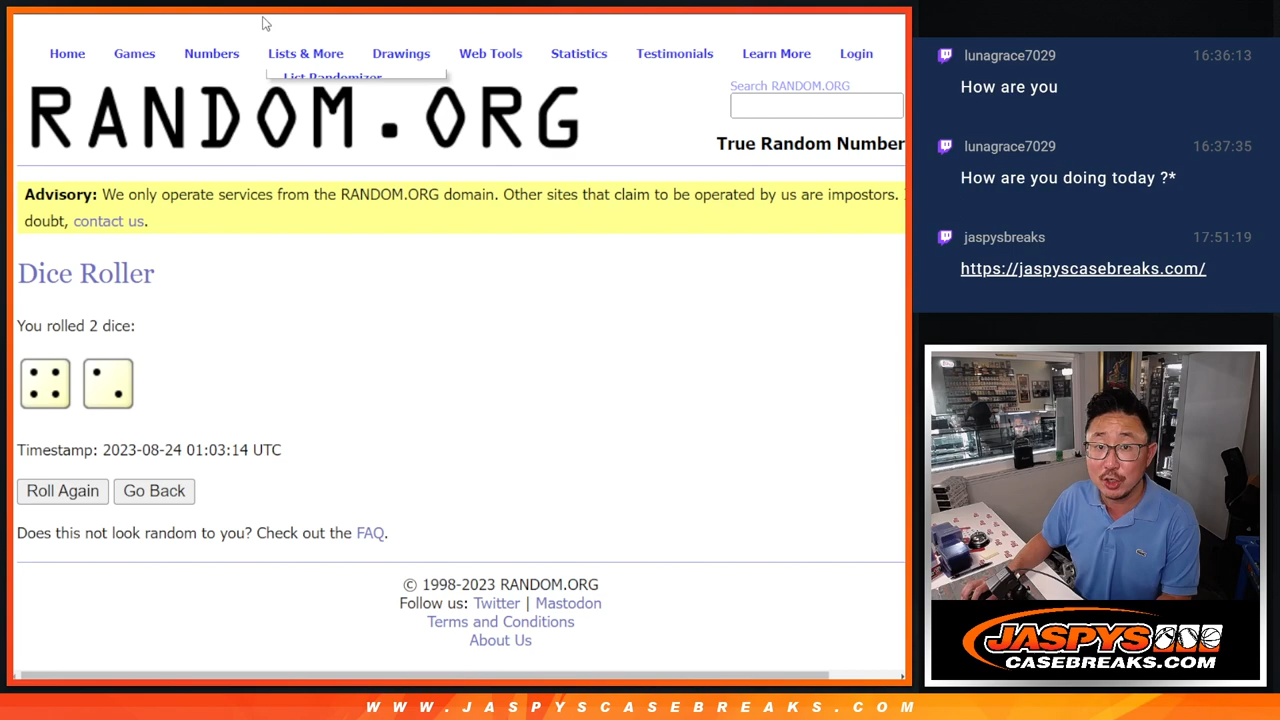 Home Games Numbers Lists & More Drawings Web Tools Statistics Testimonials Learn More Login
List Randomizer
RANDOM.ORG
Search RANDOM.ORG
True Random Number
Advisory: We only operate services from the RANDOM.ORG domain. Other sites that claim to be operated by us are impostors.
doubt, contact us.
Dice Roller
You rolled 2 dice:
Timestamp: 2023-08-24 01:03:14 UTC
Roll Again Go Back
Does this not look random to you? Check out the FAQ.
© 1998-2023 RANDOM.ORG
Follow us: Twitter | Mastodon
Terms and Conditions
About Us
lunagrace7029 16:36:13
How are you
lunagrace7029 16:37:35
How are you doing today ?*
jaspysbreaks 17:51:19
https://jaspyscasebreaks.com/
JASPYS
CASEBREAKS.COM
WWW.JASPYSCASEBREAKS.COM